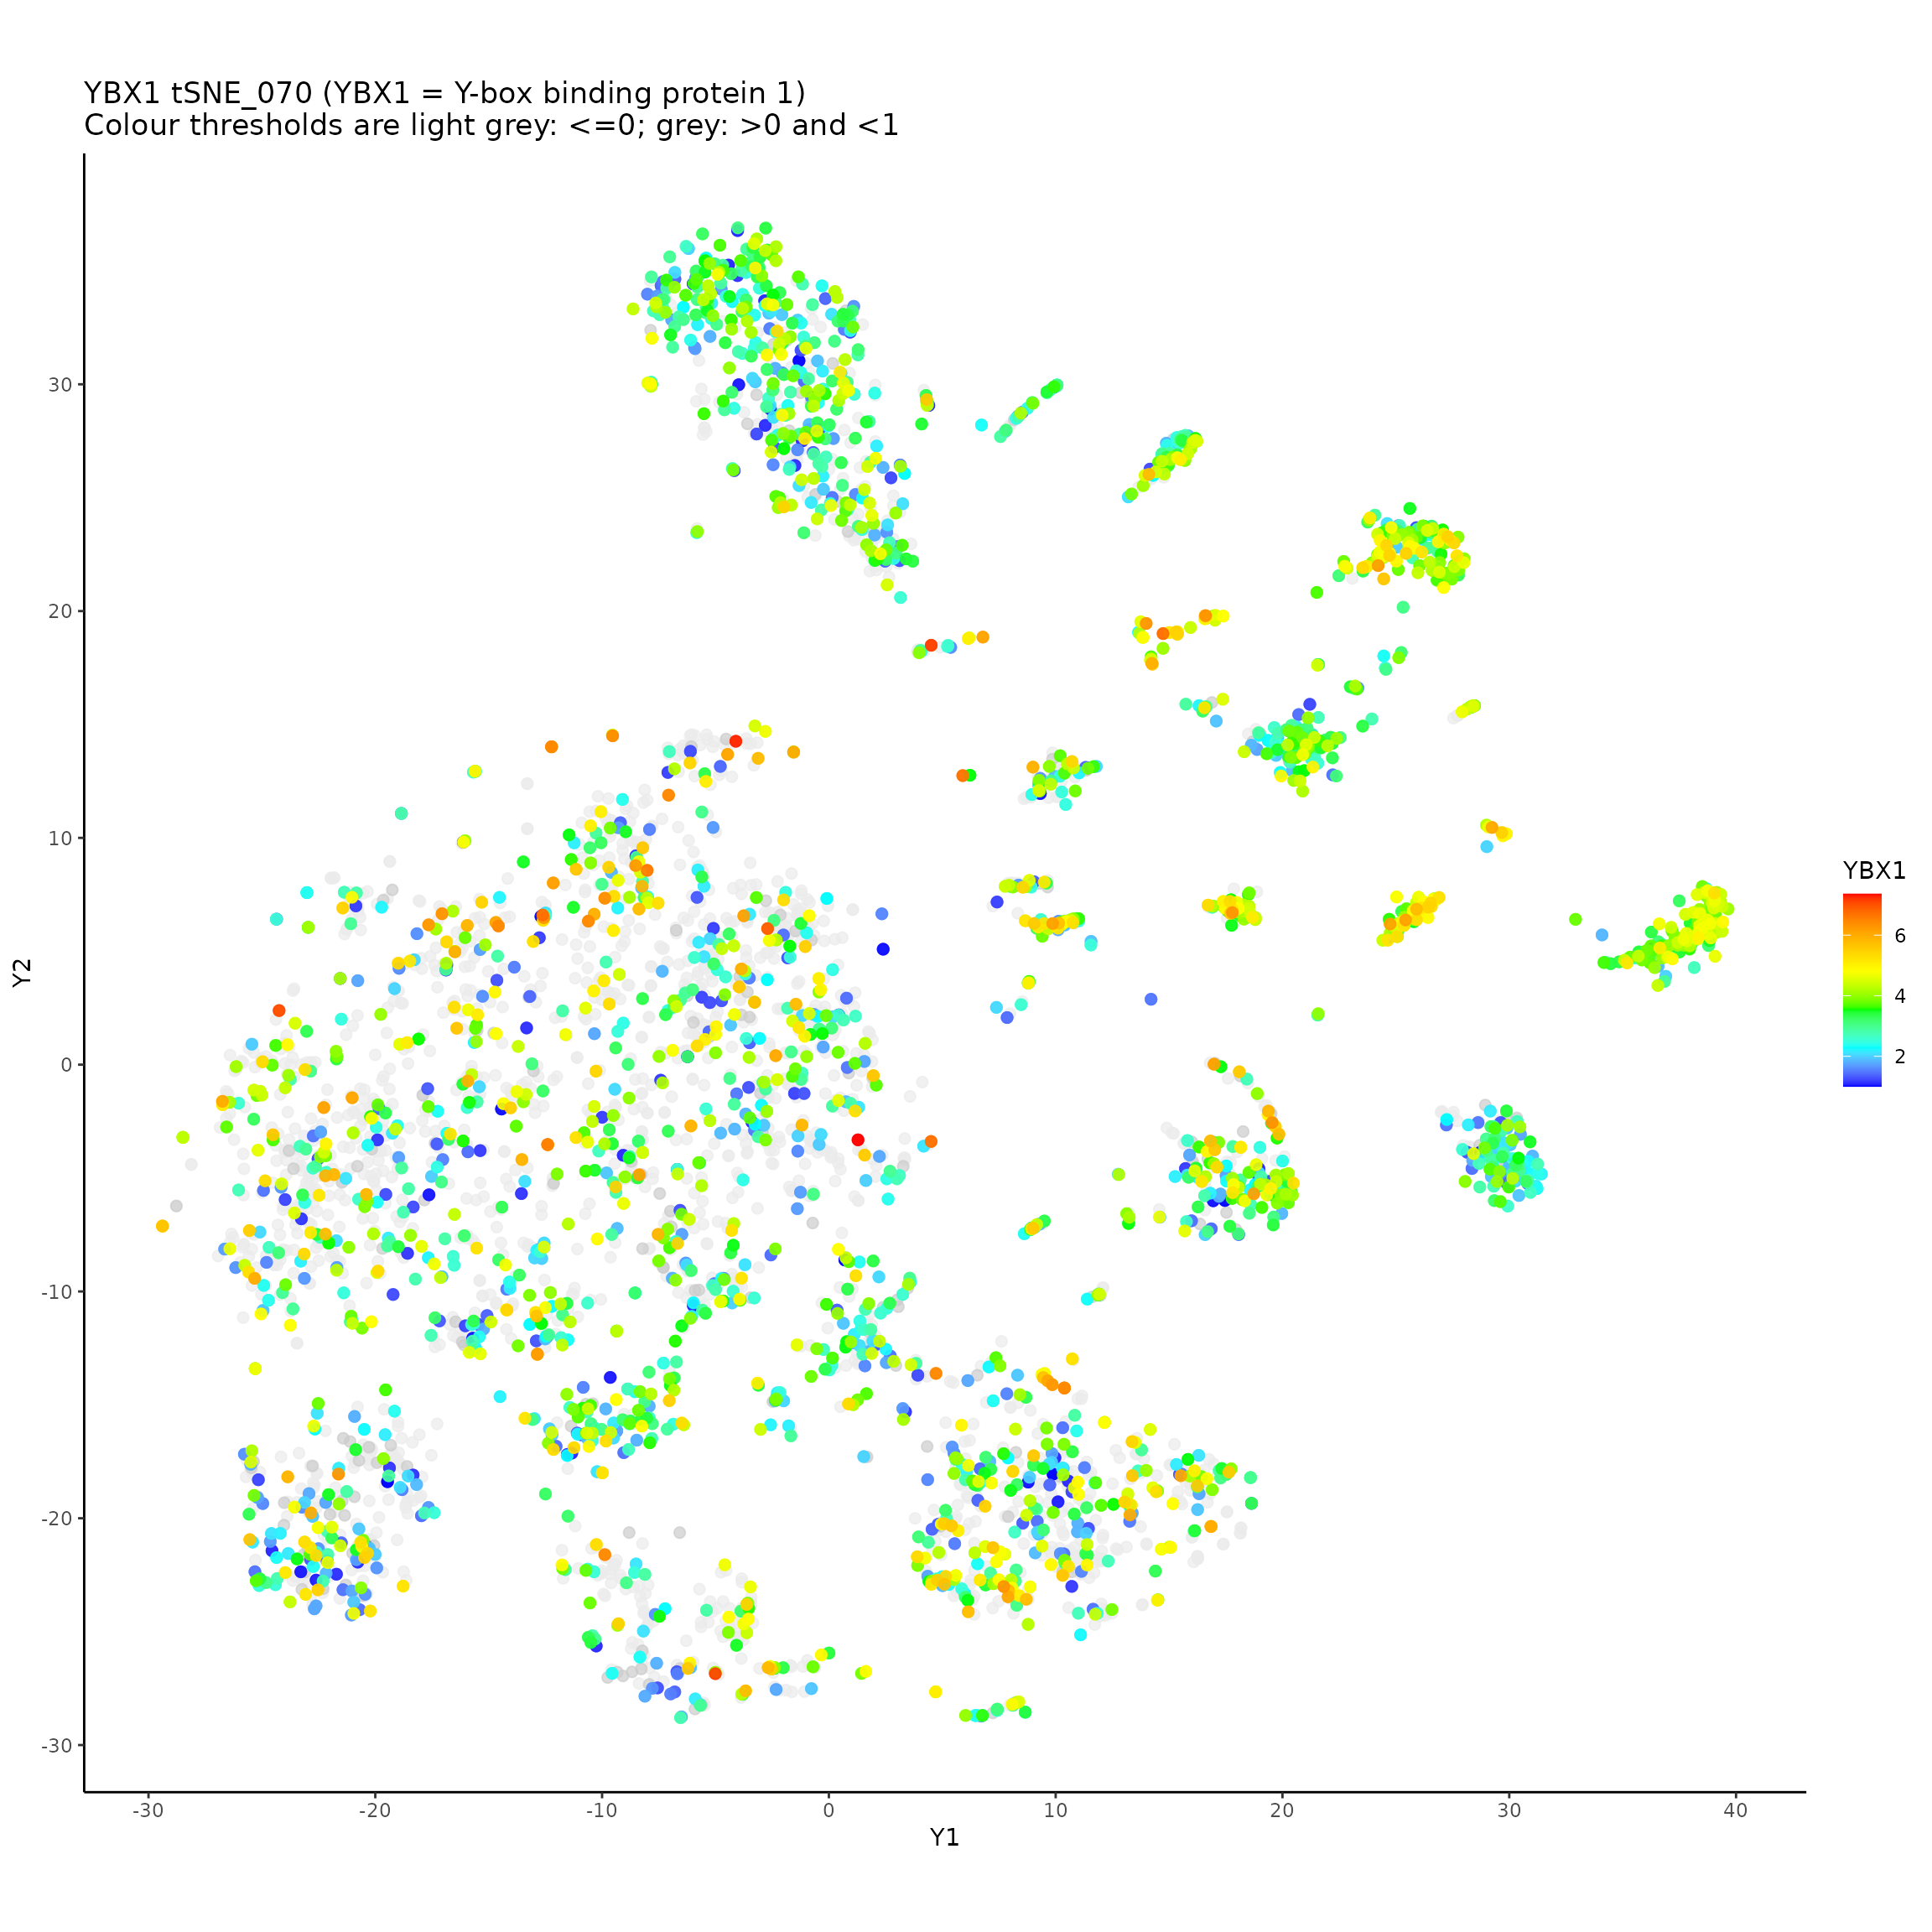 YBX1 tSNE_070 (YBX1 = Y-box binding protein 1)
Colour thresholds are light grey: <=0; grey: >0 and <1
Y2
30
20
10
0
-10
-20
-30
-30 -20 -10 0 10 20 30 40
Y1
YBX1
6
4
2